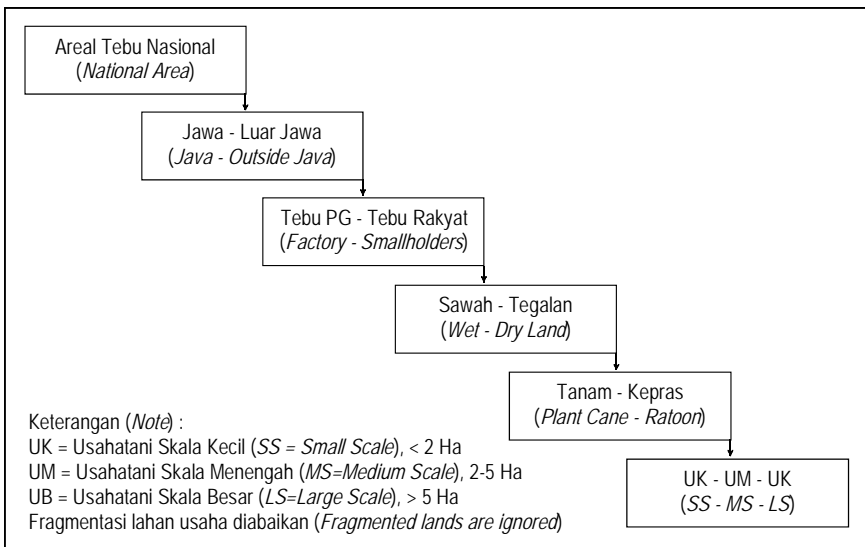 Areal Tebu Nasional
(National Area)
Jawa - Luar Jawa
(Java - Outside Java)
Tebu PG - Tebu Rakyat
(Factory - Smallholders)
Sawah - Tegalan
(Wet - Dry Land)
Tanam - Kepras
(Plant Cane - Ratoon)
UK - UM - UK
(SS - MS - LS)
Keterangan (Note) :
UK = Usahatani Skala Kecil (SS = Small Scale), < 2 Ha
UM = Usahatani Skala Menengah (MS=Medium Scale), 2-5 Ha
UB = Usahatani Skala Besar (LS=Large Scale), > 5 Ha
Fragmentasi lahan usaha diabaikan (Fragmented lands are ignored)